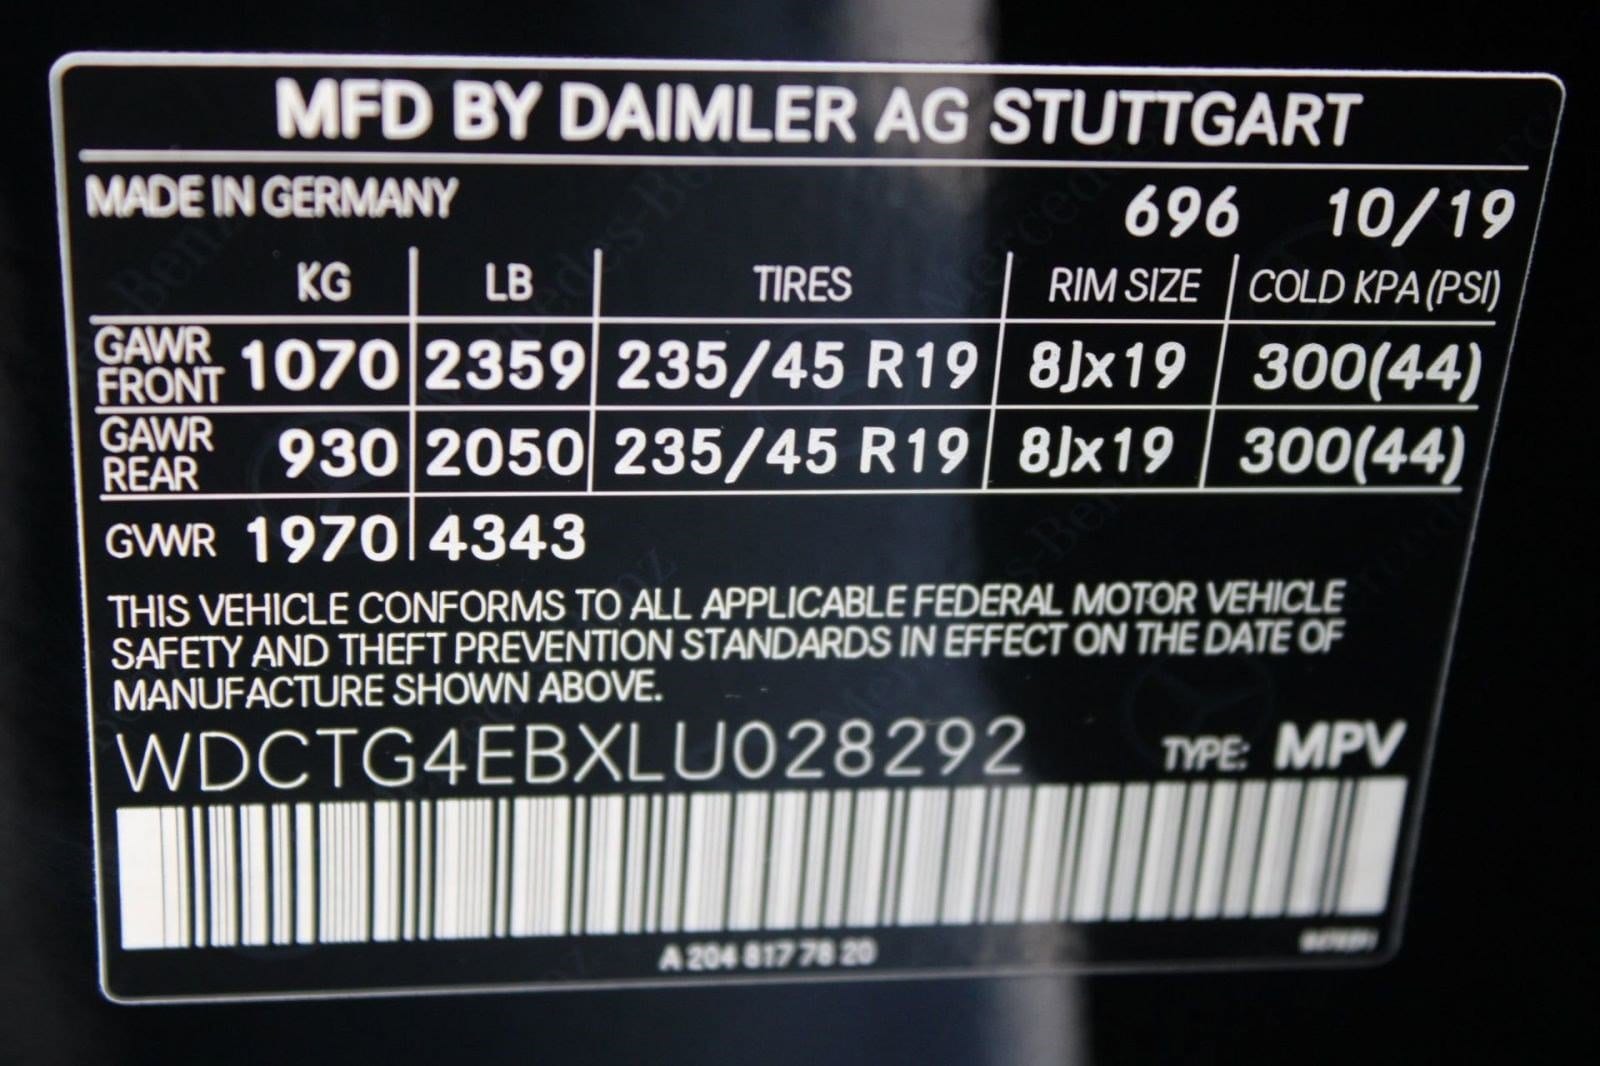 MFD BY DAIMLER AG STUTTGART
MADE IN GERMANY 696 10/19
KG LB TIRES RIM SIZE COLD KPA (PSI)
GAWR FRONT 1070 2359 235/45 R19 8Jx19 300(44)
GAWR REAR 930 2050 235/45 R19 8Jx19 300(44)
GVWR 1970 4343
THIS VEHICLE CONFORMS TO ALL APPLICABLE FEDERAL MOTOR VEHICLE
SAFETY AND THEFT PREVENTION STANDARDS IN EFFECT ON THE DATE OF
MANUFACTURE SHOWN ABOVE.
WDCTG4EBXLU028292 TYPE: MPV
A 204 817 78 20